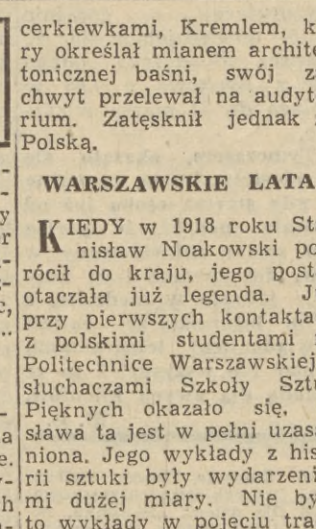 cerkiewkami, Kremlem, k
ry określał mianem archite
tonicznej baśni, swój z
chwyt przelewał na audyt
rium. Zatęsknił jednak
Polską.
WARSZAWSKIE LATA
KIEDY w 1918 roku St
nisław Noakowski po
rócił do kraju, jego post
otaczała już legenda. J
przy pierwszych kontakta
z polskimi studentami
Politechnice Warszawskiej
słuchaczami Szkoły Sztu
Pięknych okazało się,
sława ta jest w pełni uzasa
niona. Jego wykłady z his
rii sztuki były wydarzeni
mi dużej miary. Nie by
to wykłady w pojęciu tra